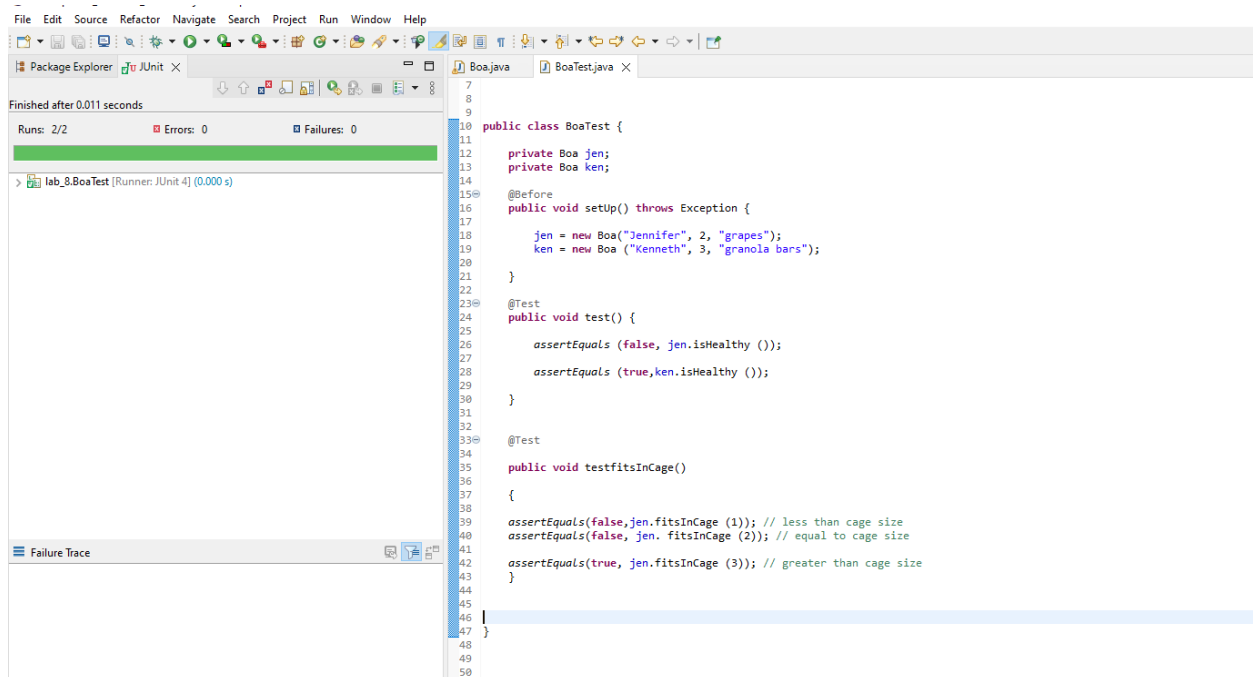 File Edit Source Refactor Navigate Search Project Run Window Help
Package Explorer JUnit
Finished after 0.011 seconds
Runs: 2/2 Errors: 0 Failures: 0
lab_8.BoaTest [Runner: JUnit 4] (0.000 s)
Failure Trace
Boa.java BoaTest.java
7
8
9
10 public class BoaTest {
11
12 private Boa jen;
13 private Boa ken;
14
15 @Before
16 public void setUp() throws Exception {
17
18 jen = new Boa("Jennifer", 2, "grapes");
19 ken = new Boa ("Kenneth", 3, "granola bars");
20
21 }
22
23 @Test
24 public void test() {
25
26 assertEquals (false, jen.isHealthy ());
27
28 assertEquals (true,ken.isHealthy ());
29
30 }
31
32
33 @Test
34
35 public void testfitsInCage()
36
37 {
38
39 assertEquals(false,jen.fitsInCage (1)); // less than cage size
40 assertEquals(false, jen. fitsInCage (2)); // equal to cage size
41
42 assertEquals(true, jen.fitsInCage (3)); // greater than cage size
43 }
44
45
46
47 }
48
49
50